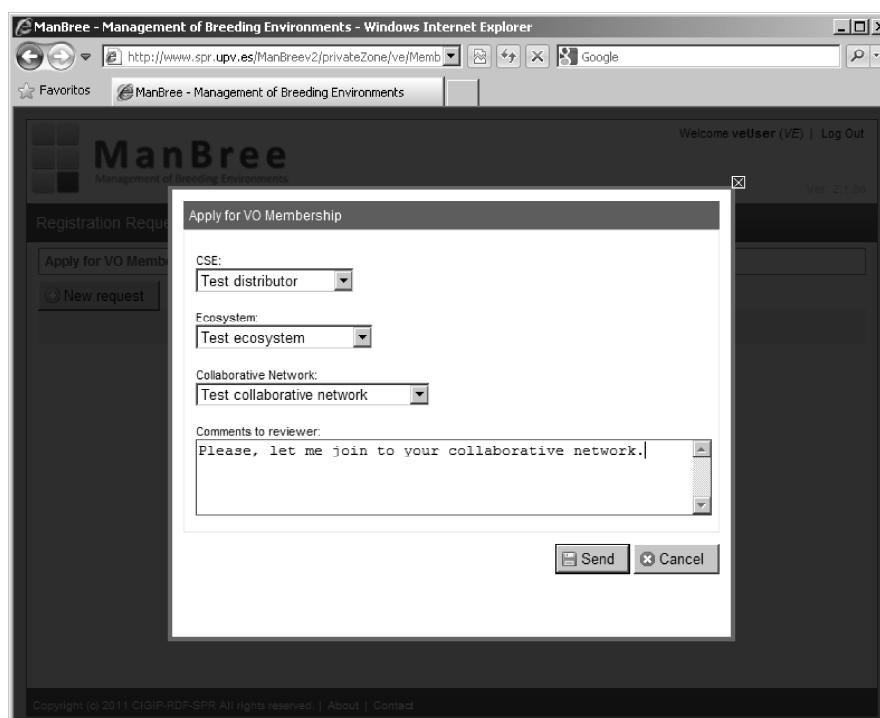 ManBree - Management of Breeding Environments - Windows Internet Explorer
http://www.spr.upv.es/ManBreev2/privateZone/ve/Memb
Google
Favoritos
ManBree - Management of Breeding Environments
Welcome veUser (VE) | Log Out
ManBree
Management of Breeding Environments
Ver. 2.1.86
Registration Reque
Apply for VO Membership
Apply for VO Memb
New request
CSE:
Test distributor
Ecosystem:
Test ecosystem
Collaborative Network:
Test collaborative network
Comments to reviewer:
Please, let me join to your collaborative network.
Send
Cancel
Copyright (c) 2011 CIGIP-RDF-SPR All rights reserved. | About | Contact